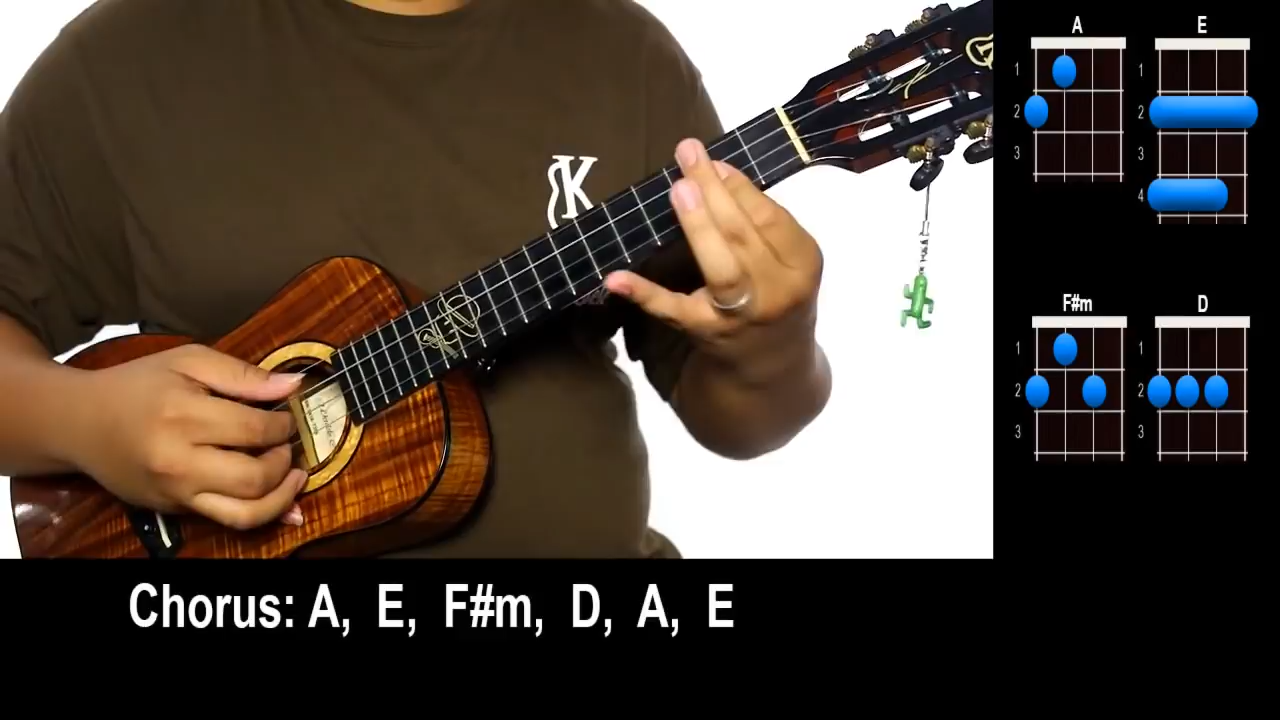 A E
1 1
2 2
3 3
4
K
F#m D
1 1
2 2
3 3
Chorus: A, E, F#m, D, A, E